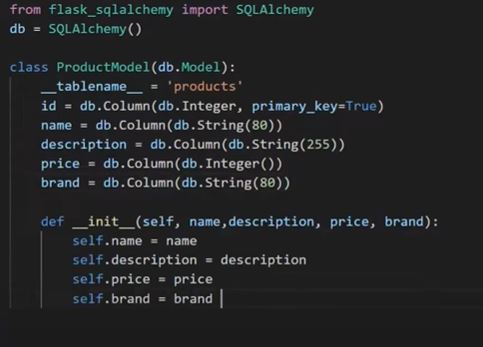 from flask_sqlalchemy import SQLAlchemy
db = SQLAlchemy()
class ProductModel(db.Model):
    __tablename__ = 'products'
    id = db.Column(db.Integer, primary_key=True)
    name = db.Column(db.String(80))
    description = db.Column(db.String(255))
    price = db.Column(db.Integer())
    brand = db.Column(db.String(80))
    def __init__(self, name,description, price, brand):
        self.name = name
        self.description = description
        self.price = price
        self.brand = brand